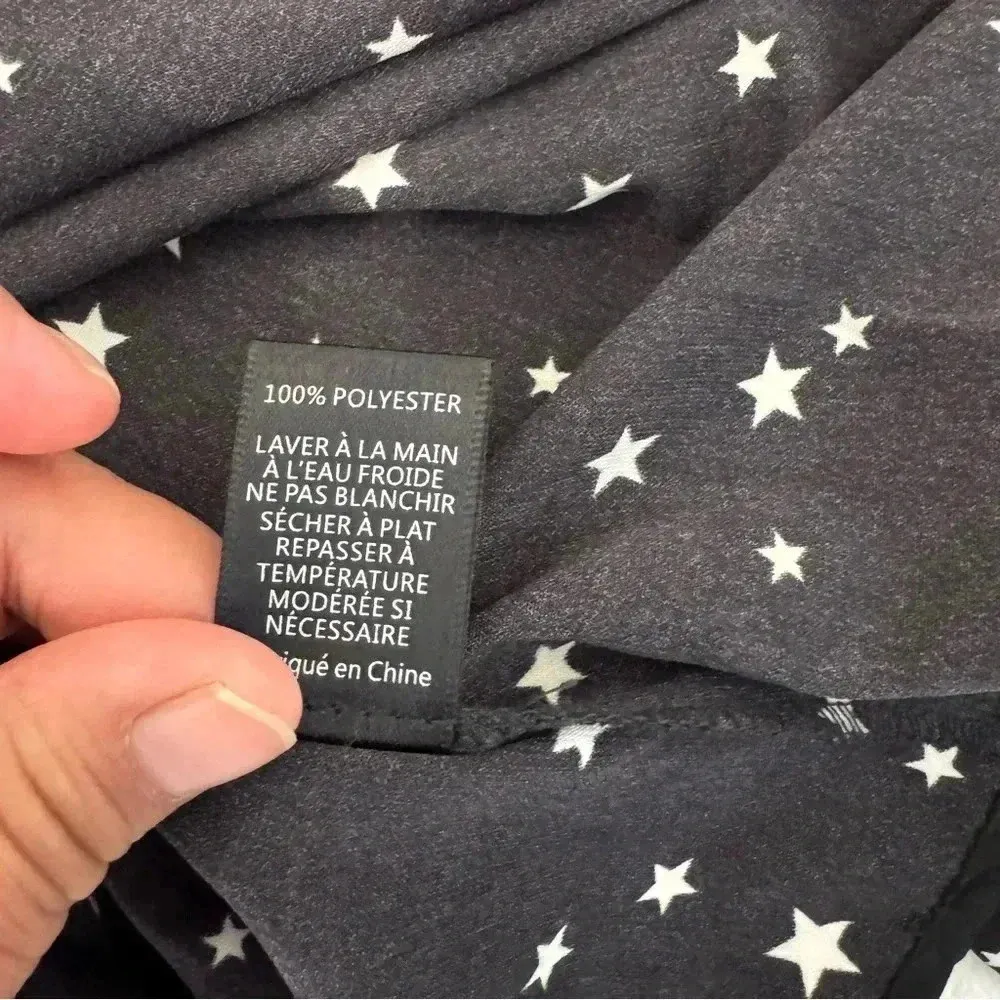 100% POLYESTER
LAVER À LA MAIN
À L'EAU FROIDE
NE PAS BLANCHIR
SÉCHER À PLAT
REPASSER À
TEMPÉRATURE
MODÉRÉE SI
NÉCESSAIRE
en Chine